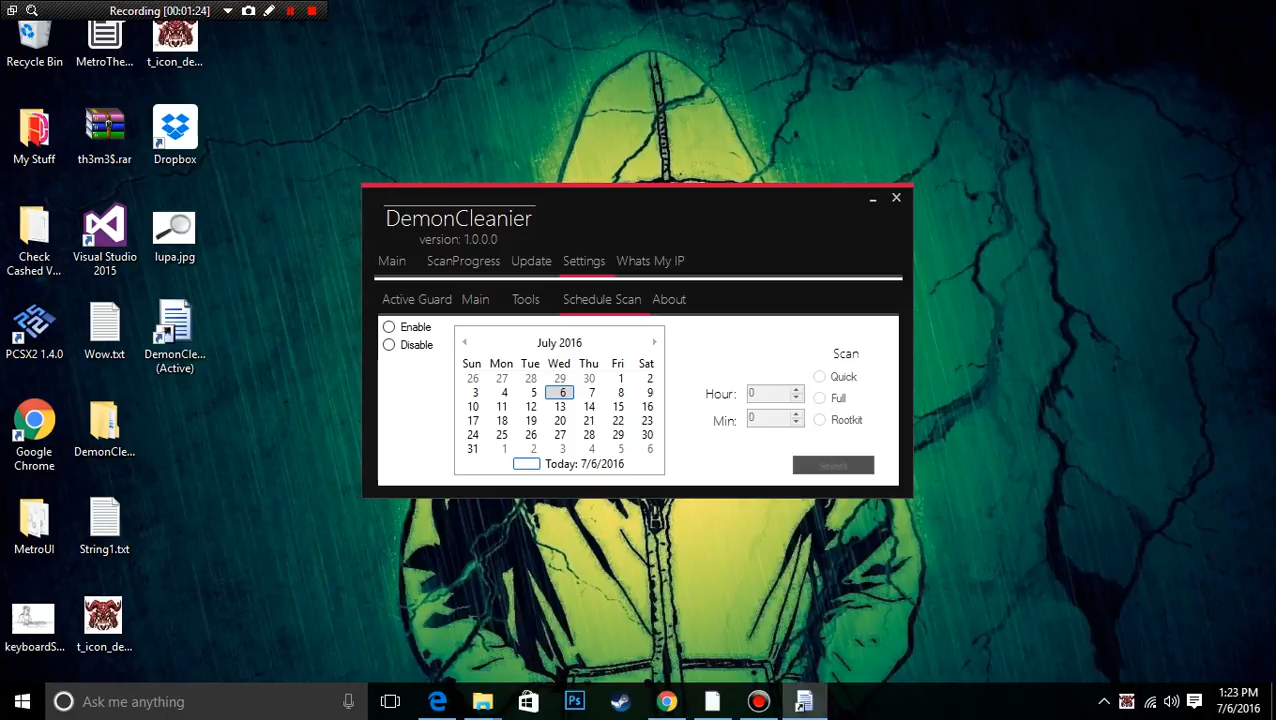 Recording [00:01:24]
Recycle Bin
MetroThe...
t_icon_de...
My Stuff
th3m3$.rar
Dropbox
Check
Cashed V...
Visual Studio
2015
lupa.jpg
PCSX2 1.4.0
Wow.txt
DemonCle...
(Active)
Google
Chrome
DemonCle...
MetroUI
String1.txt
keyboardS...
t_icon_de...
DemonCleanier
version: 1.0.0.0
Main ScanProgress Update Settings Whats My IP
Active Guard Main Tools Schedule Scan About
Enable
Disable
July 2016
Sun Mon Tue Wed Thu Fri Sat
26 27 28 29 30 1 2
3 4 5 6 7 8 9
10 11 12 13 14 15 16
17 18 19 20 21 22 23
24 25 26 27 28 29 30
31 1 2 3 4 5 6
Today: 7/6/2016
Hour: 0
Min: 0
Scan
Quick
Full
Rootkit
Ask me anything
Ps
1:23 PM
7/6/2016